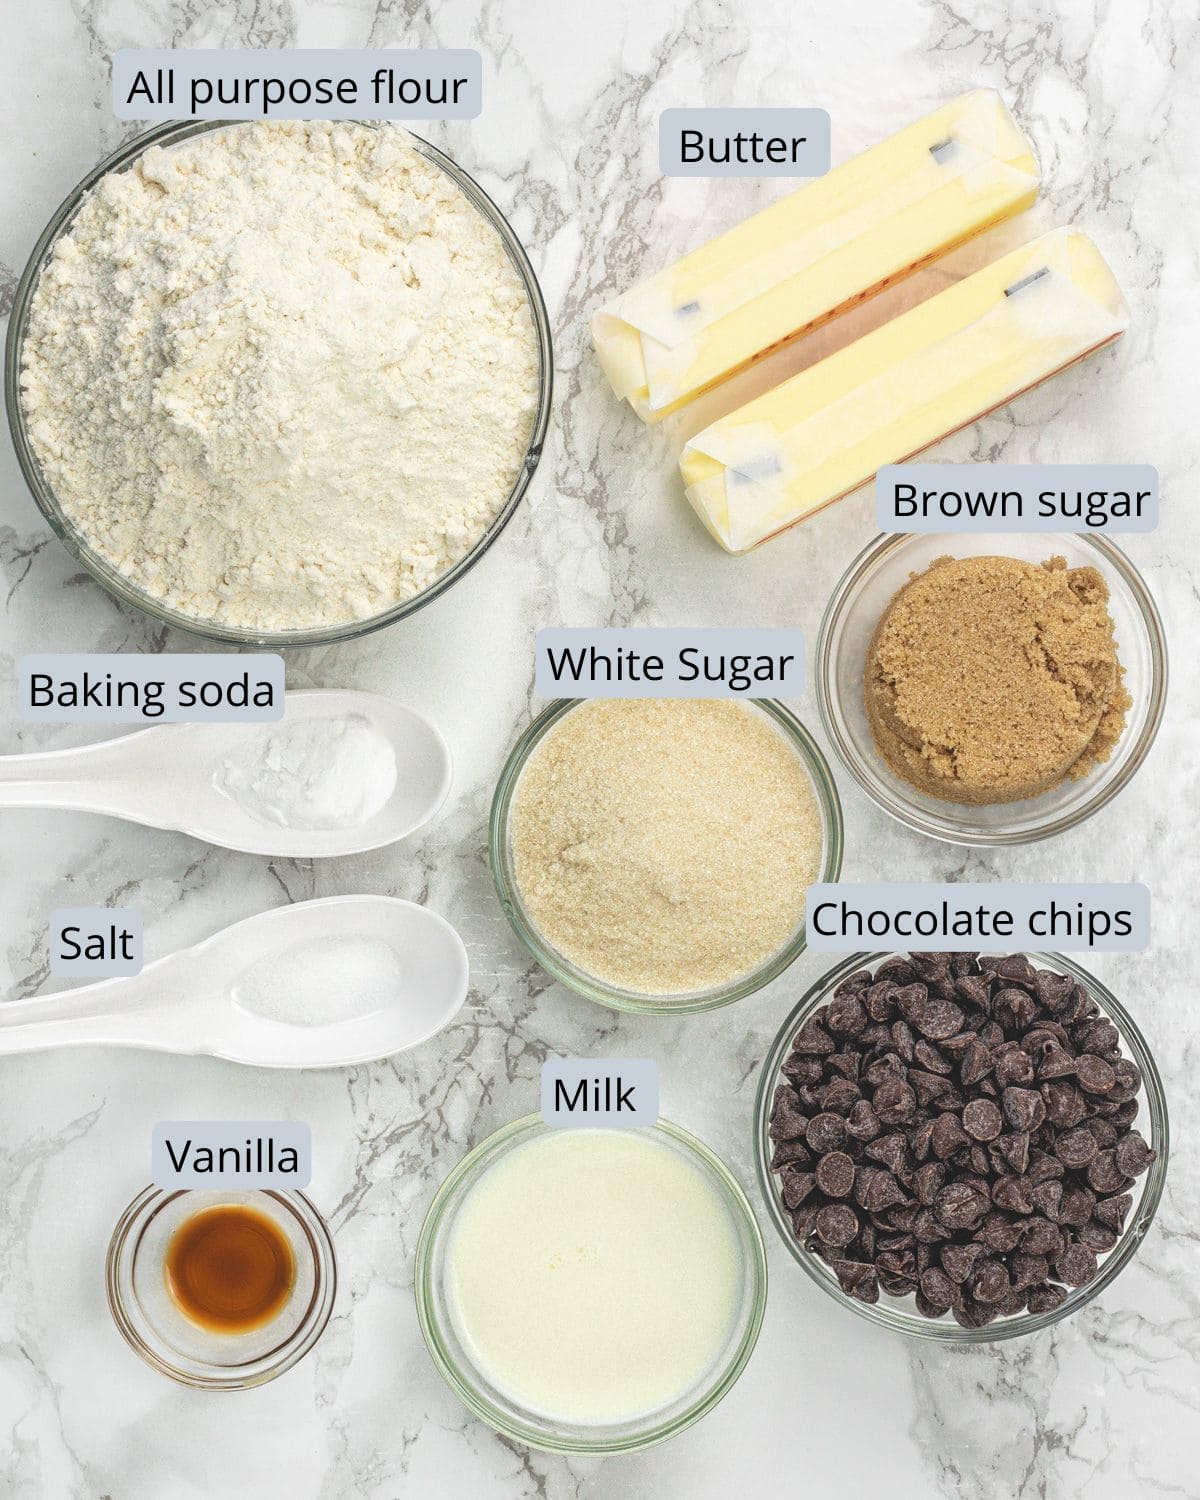 All purpose flour
Butter
Brown sugar
White Sugar
Baking soda
Salt
Chocolate chips
Milk
Vanilla